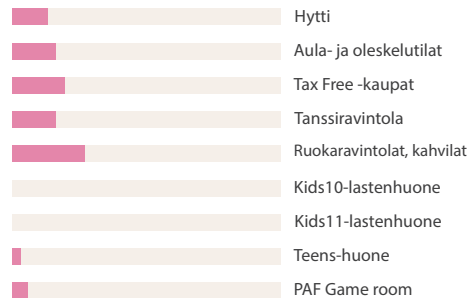 Hytti
Aula- ja oleskelutilat
Tax Free -kaupat
Tanssiravintola
Ruokaravintolat, kahvilat
Kids10-lastenhuone
Kids11-lastenhuone
Teens-huone
PAF Game room